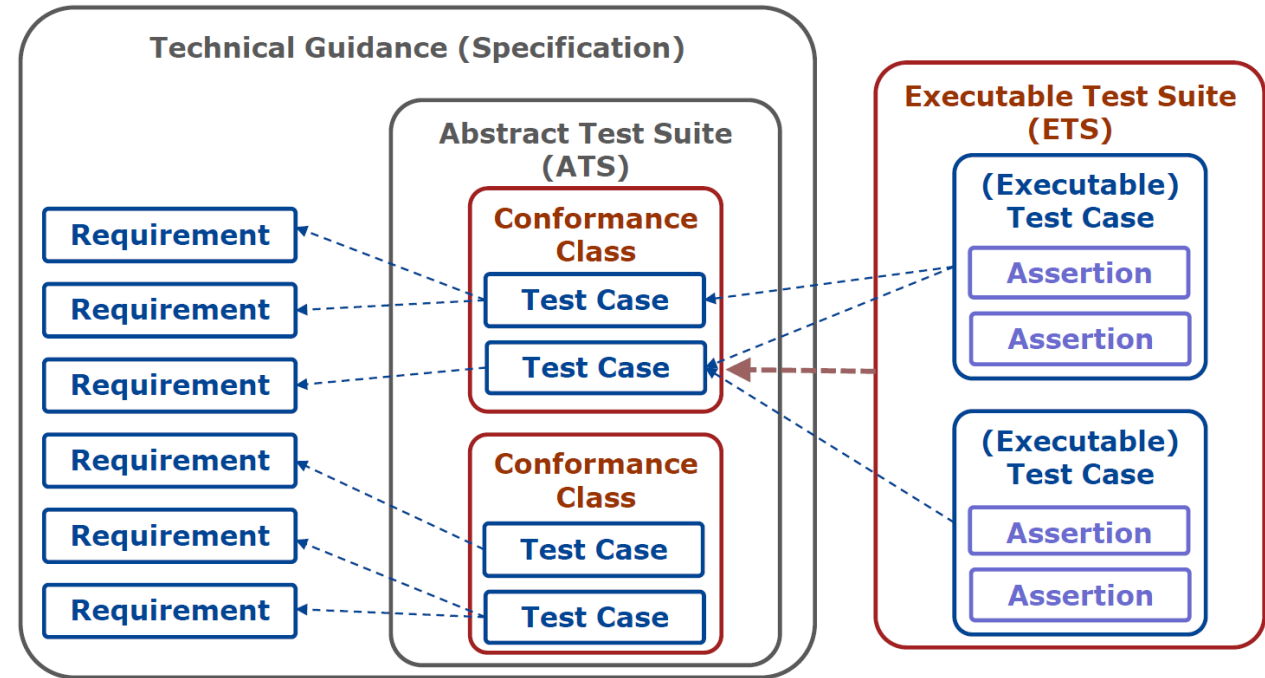 Technical Guidance (Specification)
Requirement
Requirement
Requirement
Requirement
Requirement
Requirement
Abstract Test Suite
(ATS)
Conformance
Class
Test Case
Test Case
Conformance
Class
Test Case
Test Case
Executable Test Suite
(ETS)
(Executable)
Test Case
Assertion
Assertion
(Executable)
Test Case
Assertion
Assertion